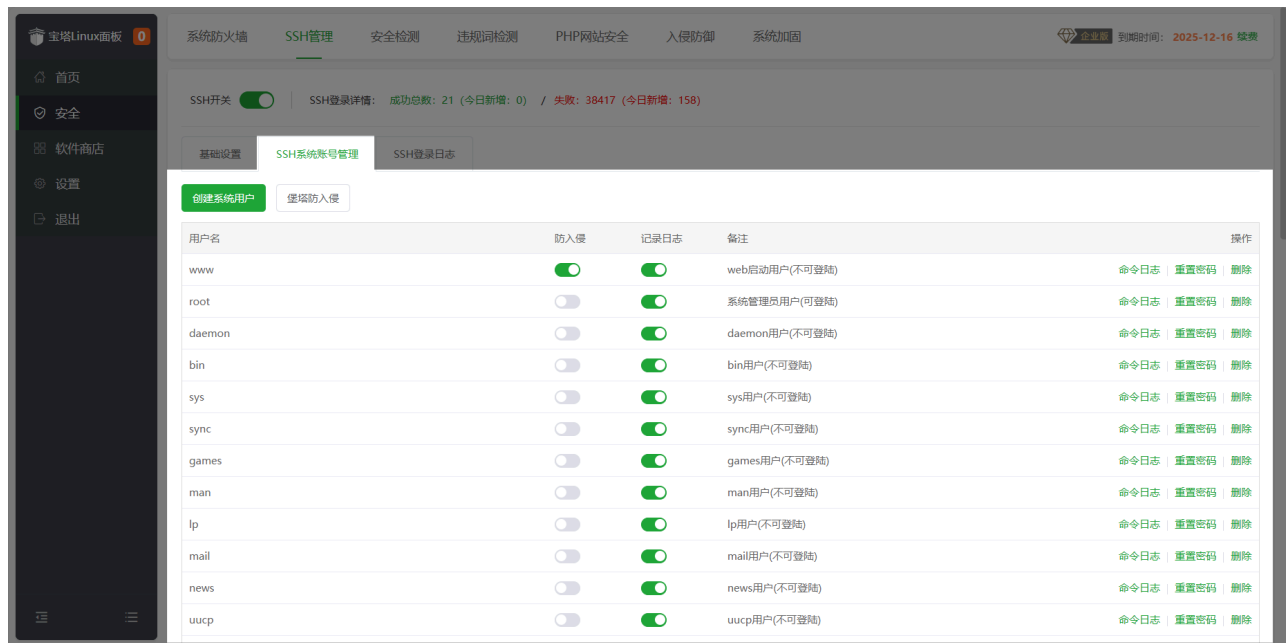 宝塔Linux面板 0
首页
安全
软件商店
设置
退出
系统防火墙 SSH管理 安全检测 违规词检测 PHP网站安全 入侵防御 系统加固 企业版 到期时间: 2025-12-16 续费
SSH开关 SSH登录详情: 成功总数: 21 (今日新增: 0) / 失败: 38417 (今日新增: 158)
基础设置 SSH系统账号管理 SSH登录日志
创建系统用户 堡塔防入侵
用户名 防入侵 记录日志 备注 操作
www web启动用户(不可登陆) 命令日志 | 重置密码 | 删除
root 系统管理员用户(可登陆) 命令日志 | 重置密码 | 删除
daemon daemon用户(不可登陆) 命令日志 | 重置密码 | 删除
bin bin用户(不可登陆) 命令日志 | 重置密码 | 删除
sys sys用户(不可登陆) 命令日志 | 重置密码 | 删除
sync sync用户(不可登陆) 命令日志 | 重置密码 | 删除
games games用户(不可登陆) 命令日志 | 重置密码 | 删除
man man用户(不可登陆) 命令日志 | 重置密码 | 删除
lp lp用户(不可登陆) 命令日志 | 重置密码 | 删除
mail mail用户(不可登陆) 命令日志 | 重置密码 | 删除
news news用户(不可登陆) 命令日志 | 重置密码 | 删除
uucp uucp用户(不可登陆) 命令日志 | 重置密码 | 删除